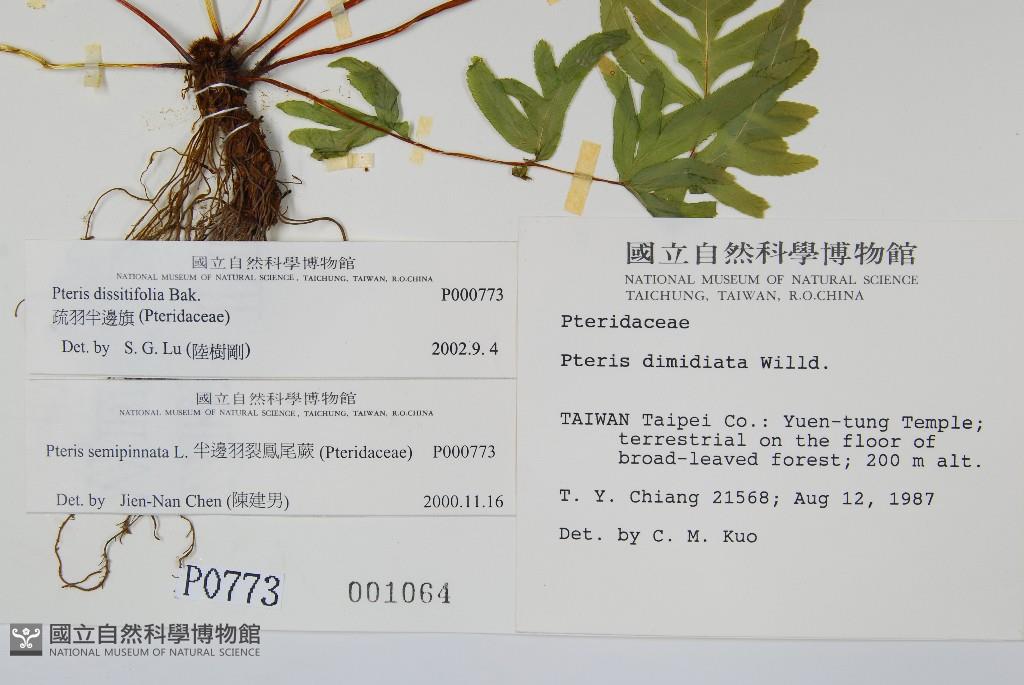 國立自然科學博物館
NATIONAL MUSEUM OF NATURAL SCIENCE, TAICHUNG, TAIWAN, R.O.CHINA
Pteris dissitifolia Bak. P000773
疏羽半邊旗 (Pteridaceae)
Det. by S. G. Lu (陸樹剛) 2002.9. 4
國立自然科學博物館
NATIONAL MUSEUM OF NATURAL SCIENCE, TAICHUNG, TAIWAN, R.O.CHINA
Pteris semipinnata L. 半邊羽裂鳳尾蕨 (Pteridaceae) P000773
Det. by Jien-Nan Chen (陳建男) 2000.11.16
P0773
001064
國立自然科學博物館
NATIONAL MUSEUM OF NATURAL SCIENCE
TAICHUNG, TAIWAN, R.O.CHINA
Pteridaceae
Pteris dimidiata Willd.
TAIWAN Taipei Co.: Yuen-tung Temple;
terrestrial on the floor of
broad-leaved forest; 200 m alt.
T. Y. Chiang 21568; Aug 12, 1987
Det. by C. M. Kuo
國立自然科學博物館
NATIONAL MUSEUM OF NATURAL SCIENCE